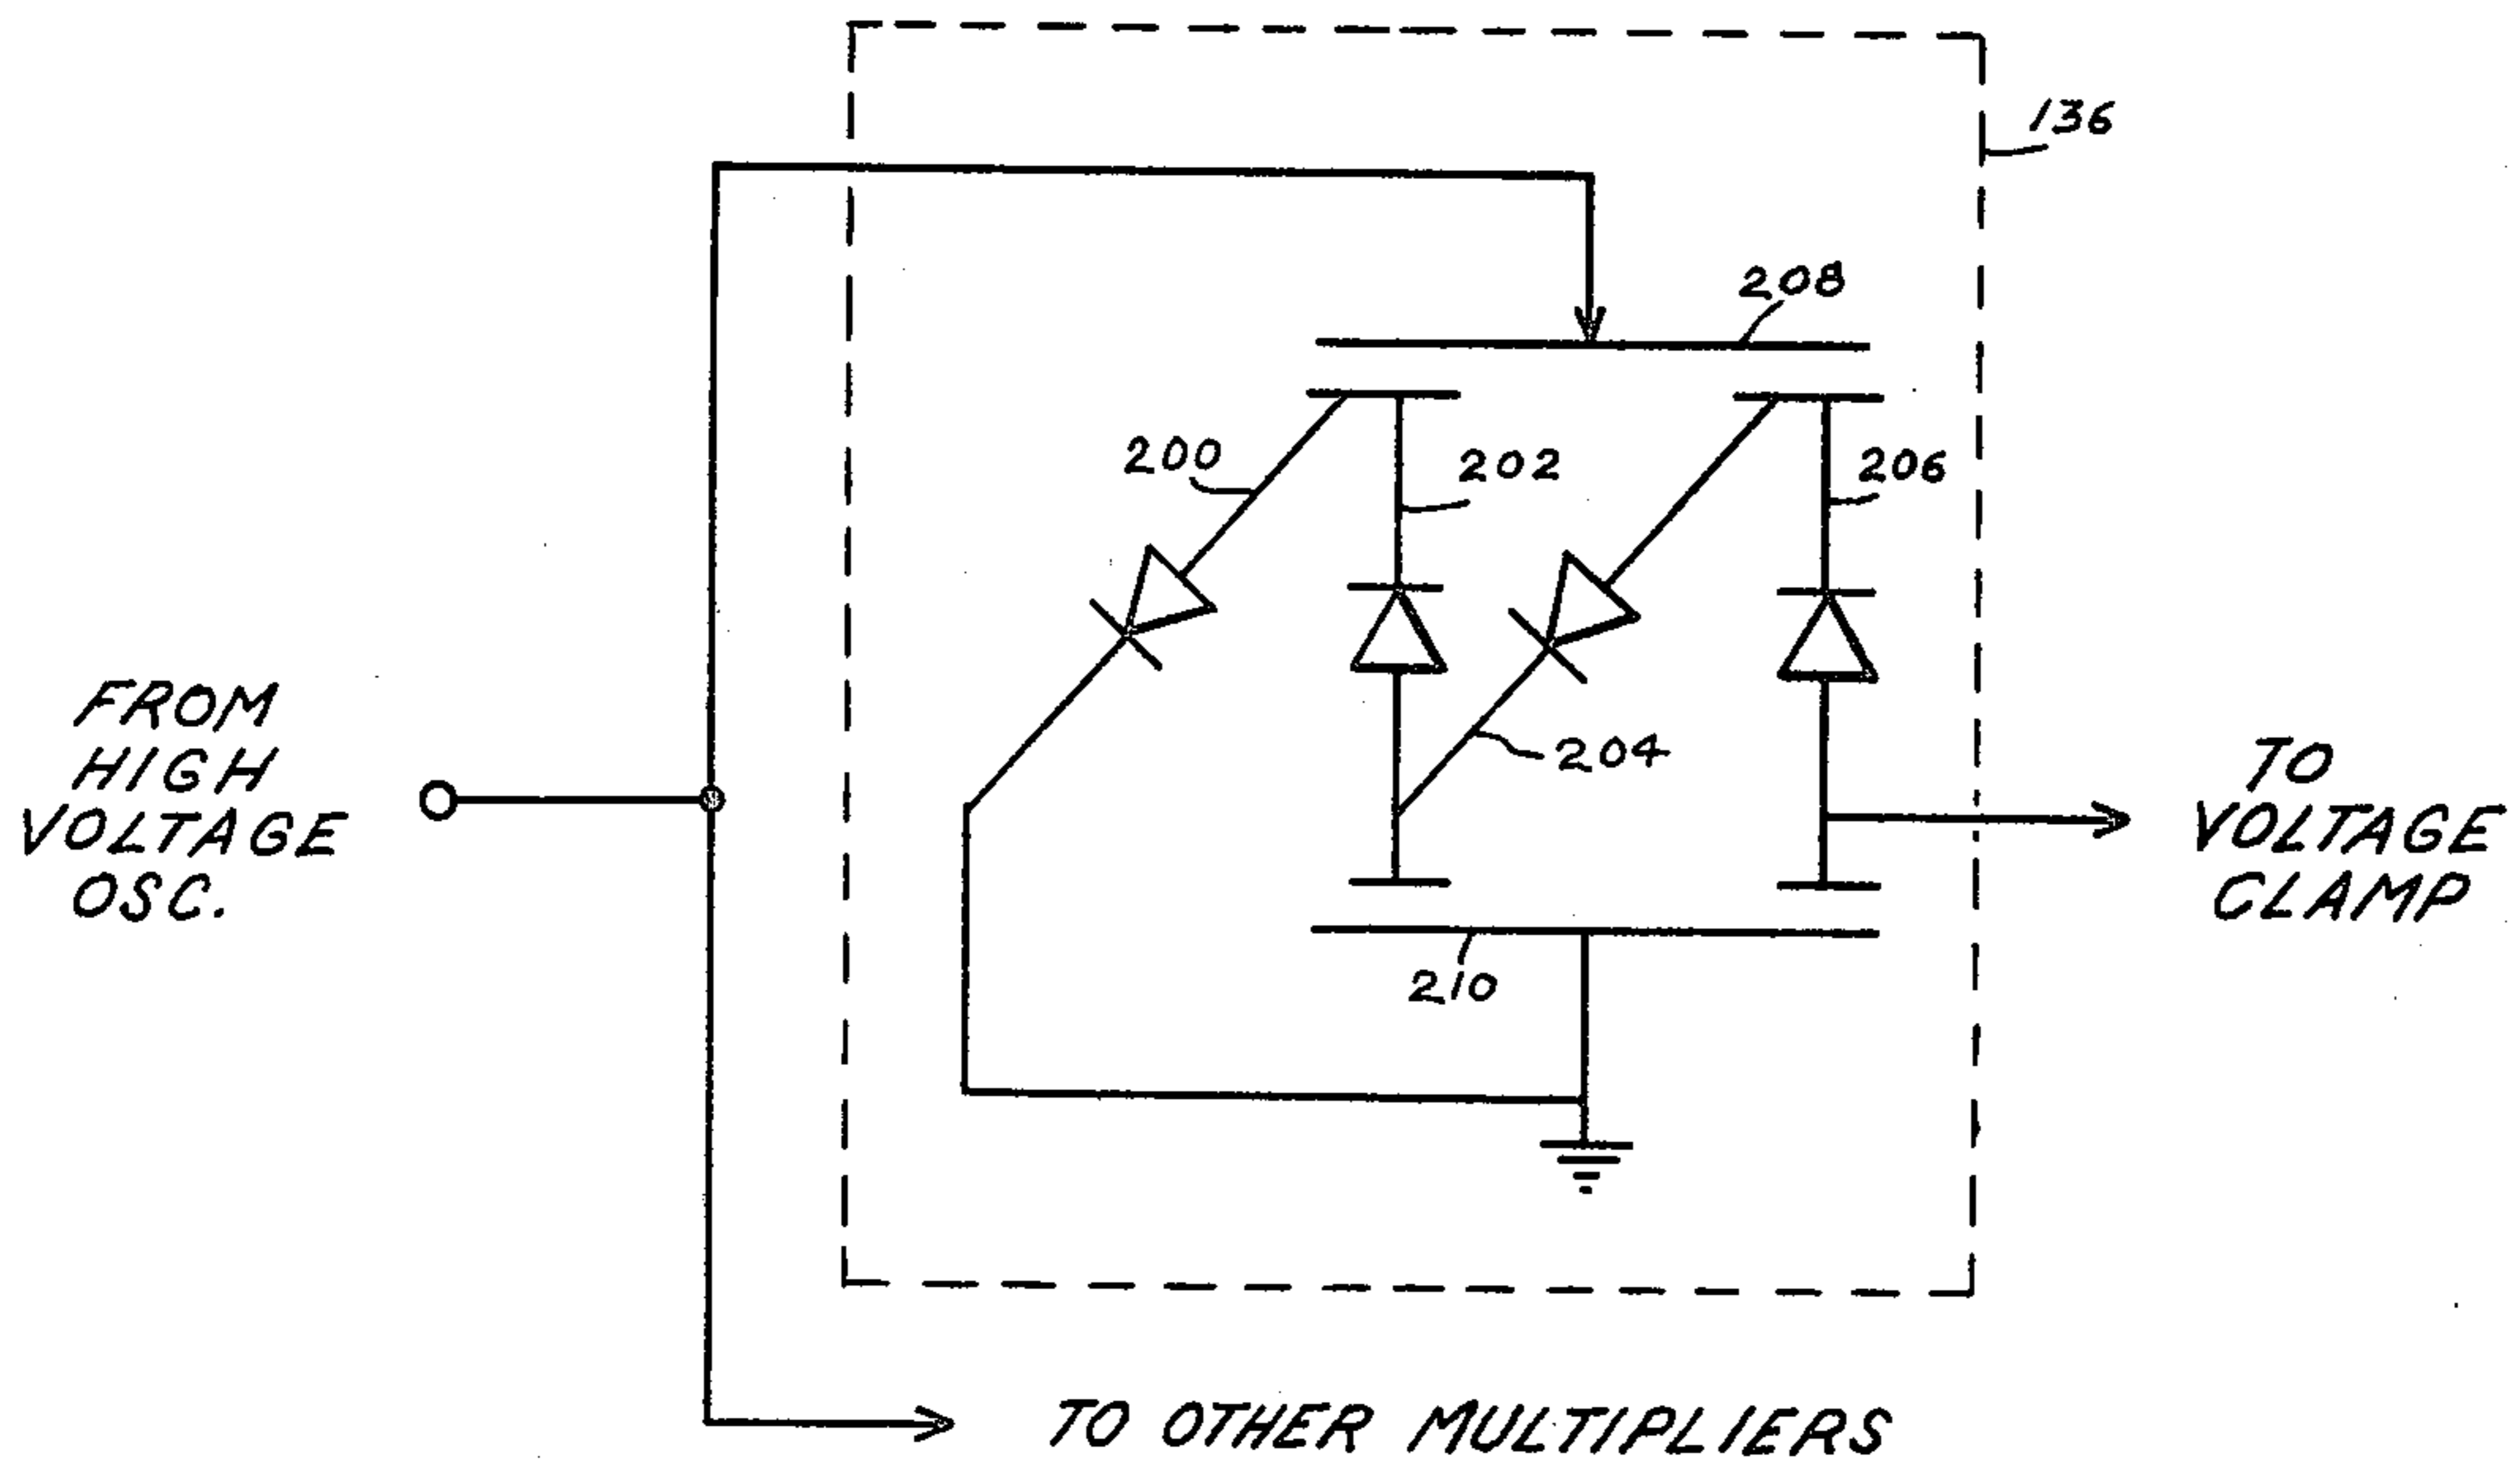 136
208
200
202
206
FROM
HIGH
VOLTAGE
OSC.
204
TO
VOLTAGE
CLAMP
210
TO OTHER MULTIPLIERS